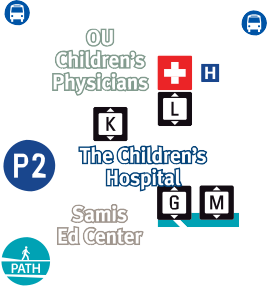 OU
Children's
Physicians
H
L
K
P2
The Children's
Hospital
G M
Samis
Ed Center
PATH